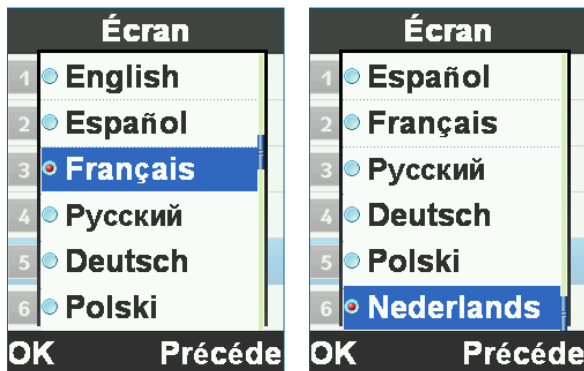 Écran
1 English
2 Español
3 Français
4 Русский
5 Deutsch
6 Polski
OK Précéde
Écran
1 Español
2 Français
3 Русский
4 Deutsch
5 Polski
6 Nederlands
OK Précéde